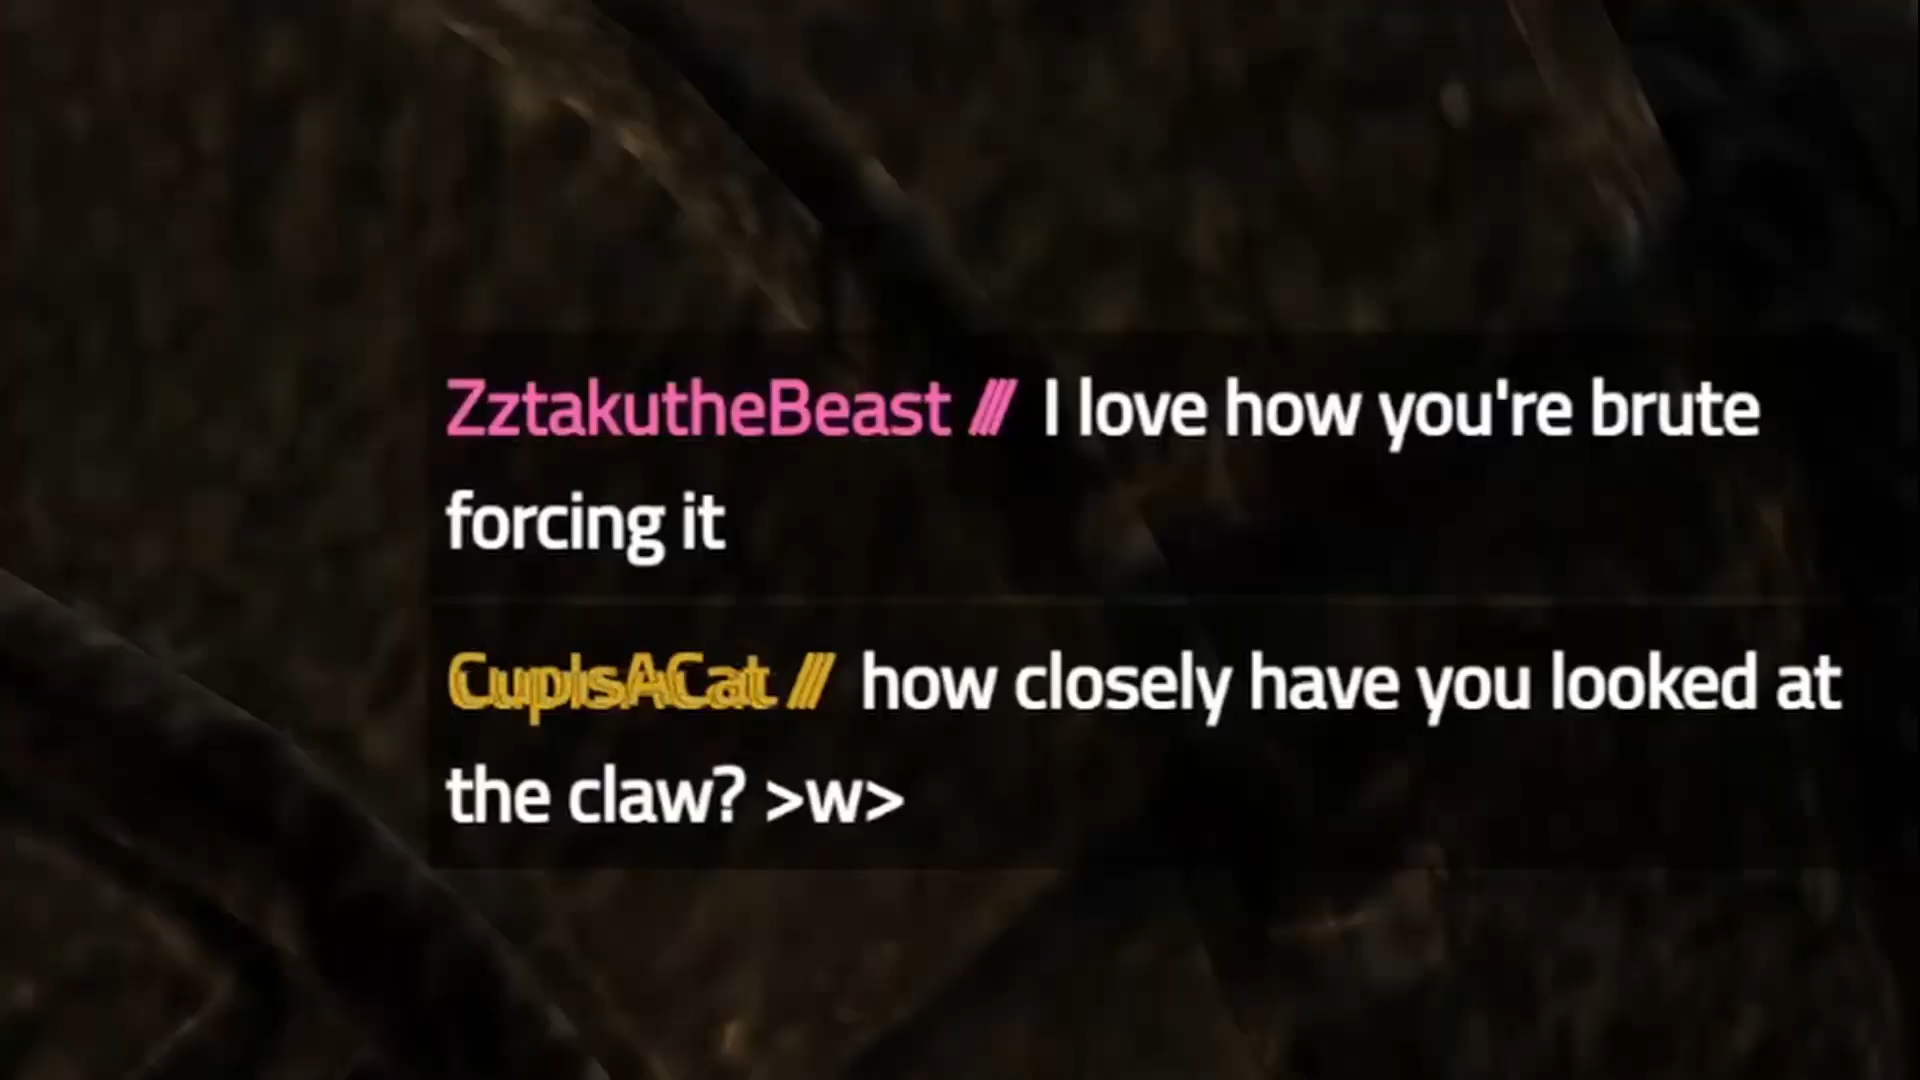 ZztakutheBeast /// I love how you're brute
forcing it
CupisACat /// how closely have you looked at
the claw? >w>